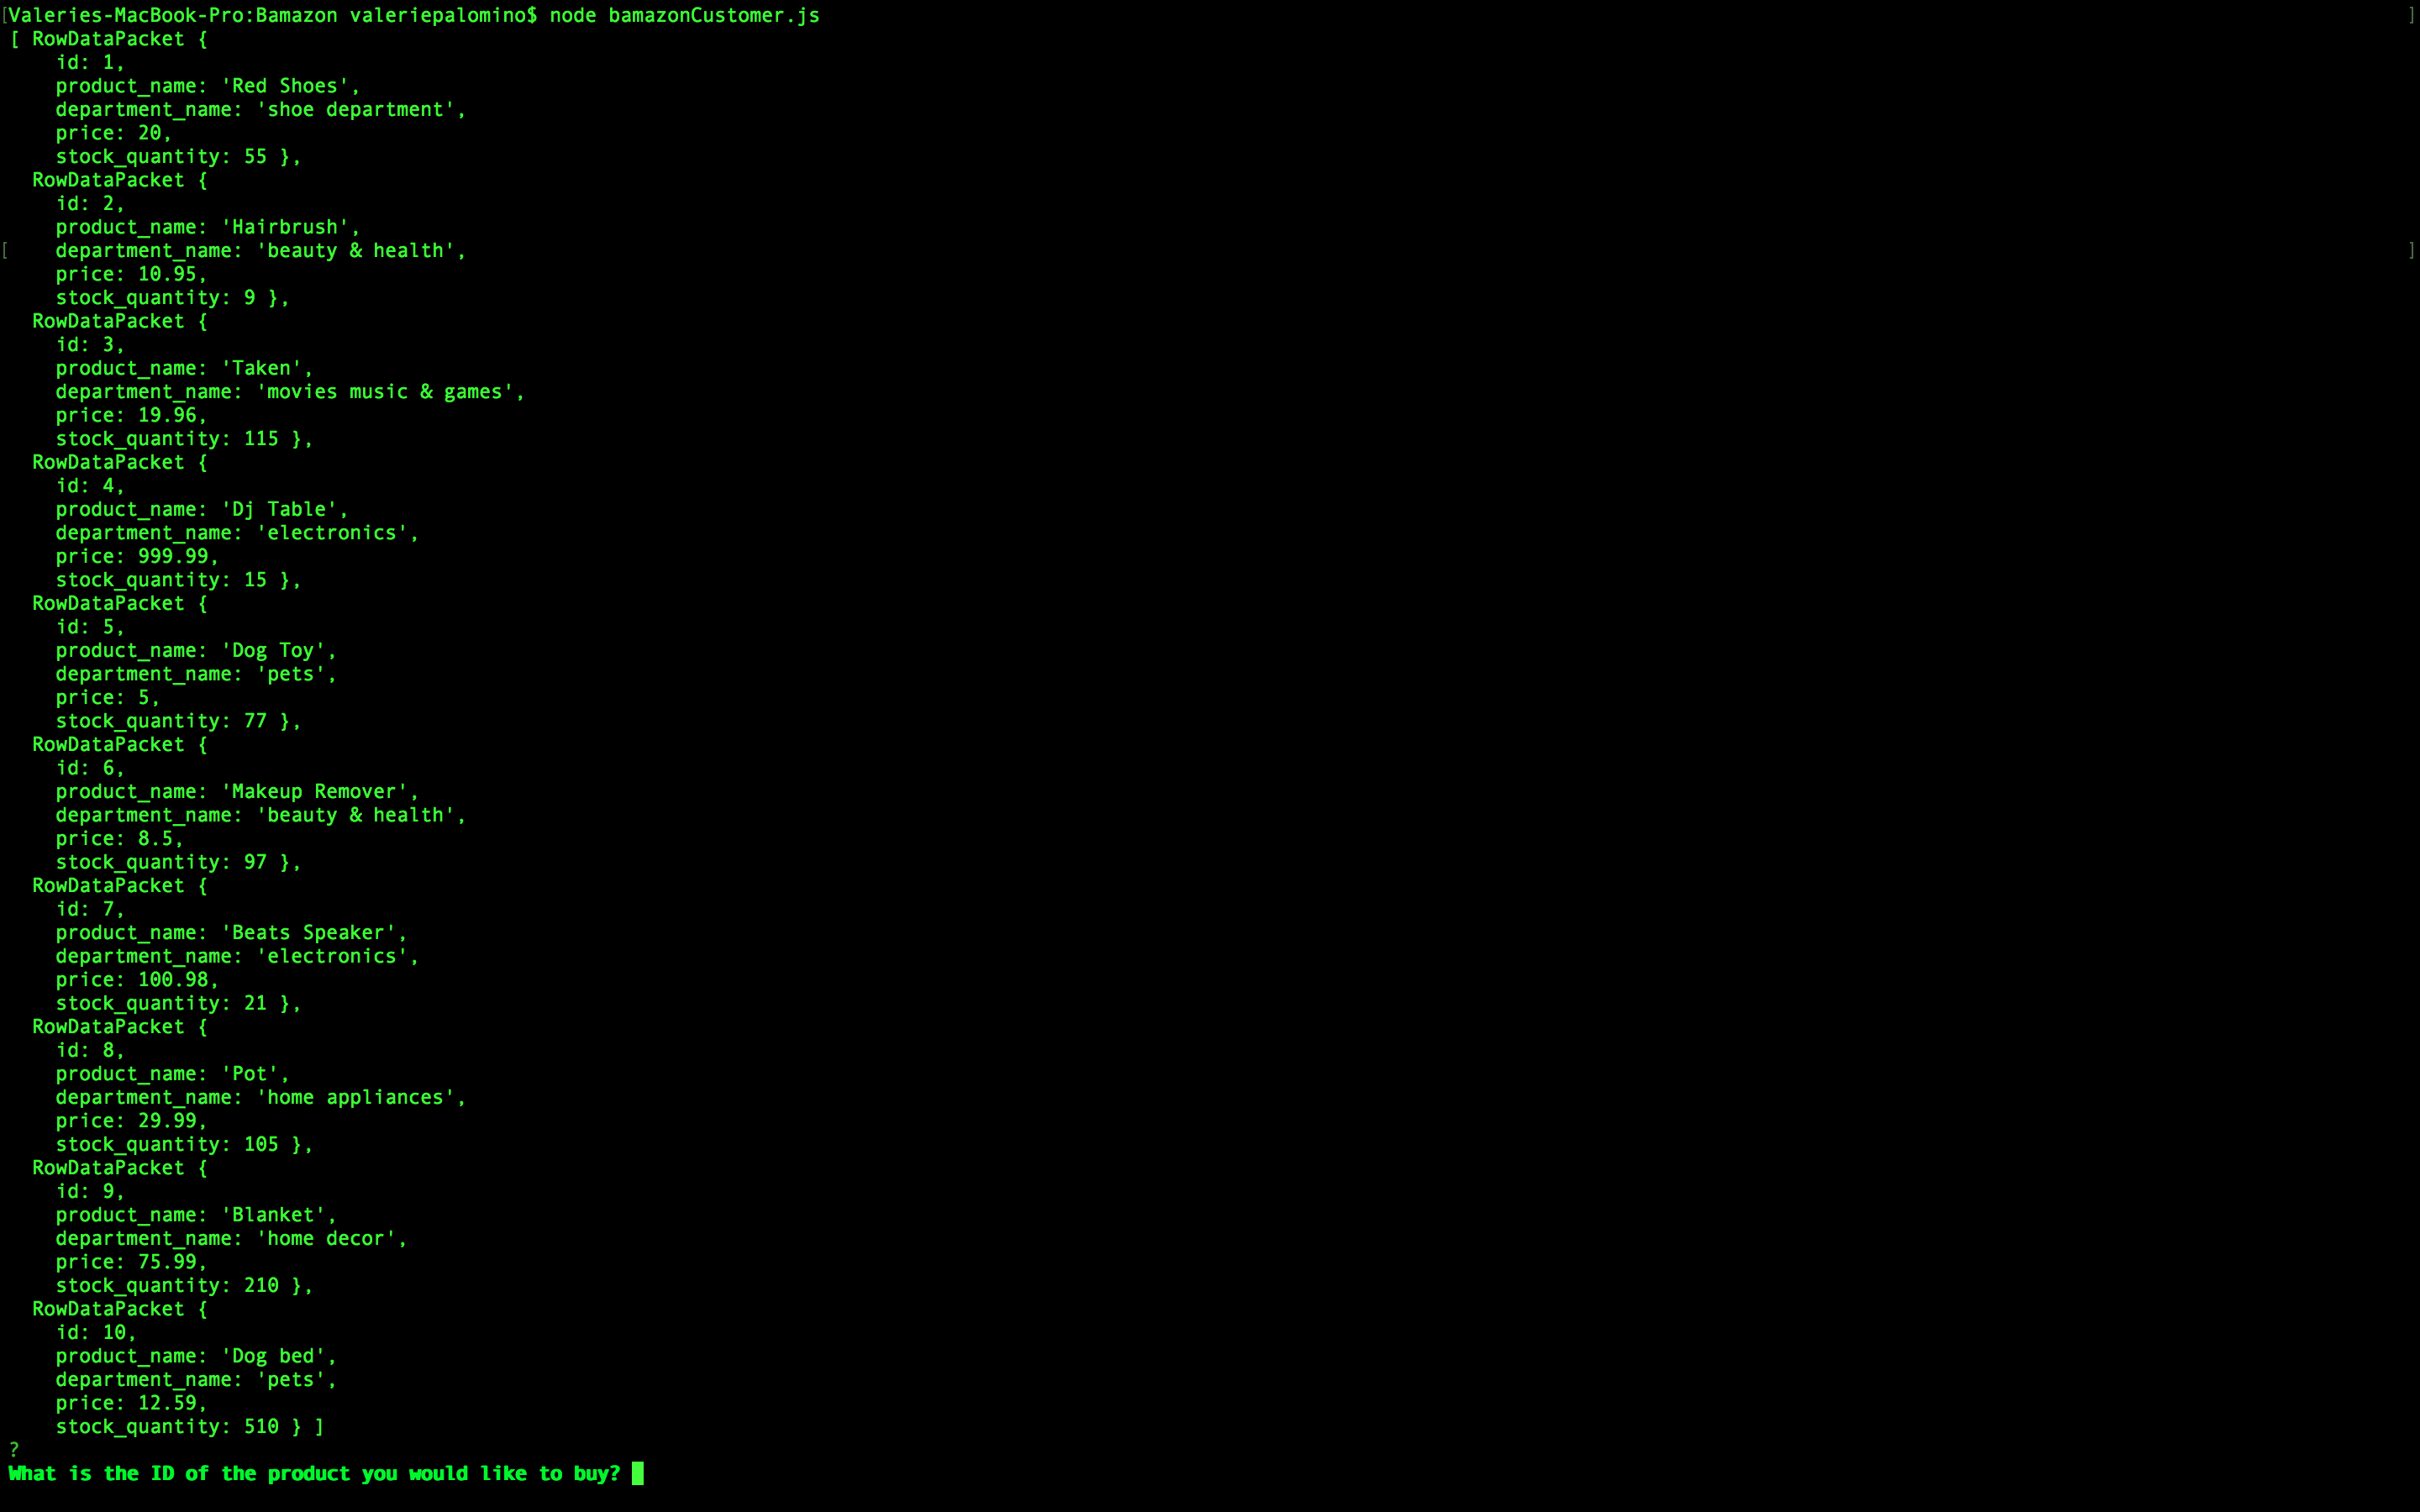 [Valeries-MacBook-Pro:Bamazon valeriepalomino$ node bamazonCustomer.js ]
[ RowDataPacket {
    id: 1,
    product_name: 'Red Shoes',
    department_name: 'shoe department',
    price: 20,
    stock_quantity: 55 },
  RowDataPacket {
    id: 2,
    product_name: 'Hairbrush',
[    department_name: 'beauty & health', ]
    price: 10.95,
    stock_quantity: 9 },
  RowDataPacket {
    id: 3,
    product_name: 'Taken',
    department_name: 'movies music & games',
    price: 19.96,
    stock_quantity: 115 },
  RowDataPacket {
    id: 4,
    product_name: 'Dj Table',
    department_name: 'electronics',
    price: 999.99,
    stock_quantity: 15 },
  RowDataPacket {
    id: 5,
    product_name: 'Dog Toy',
    department_name: 'pets',
    price: 5,
    stock_quantity: 77 },
  RowDataPacket {
    id: 6,
    product_name: 'Makeup Remover',
    department_name: 'beauty & health',
    price: 8.5,
    stock_quantity: 97 },
  RowDataPacket {
    id: 7,
    product_name: 'Beats Speaker',
    department_name: 'electronics',
    price: 100.98,
    stock_quantity: 21 },
  RowDataPacket {
    id: 8,
    product_name: 'Pot',
    department_name: 'home appliances',
    price: 29.99,
    stock_quantity: 105 },
  RowDataPacket {
    id: 9,
    product_name: 'Blanket',
    department_name: 'home decor',
    price: 75.99,
    stock_quantity: 210 },
  RowDataPacket {
    id: 10,
    product_name: 'Dog bed',
    department_name: 'pets',
    price: 12.59,
    stock_quantity: 510 } ]
?
What is the ID of the product you would like to buy?